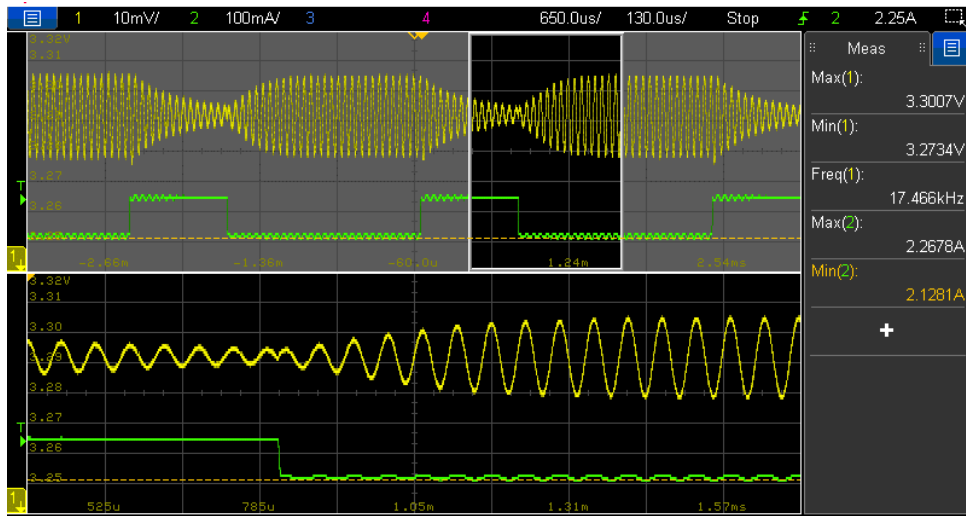 1 10mV/ 2 100mA/ 3 4 650.0us/ 130.0us/ Stop 2 2.25A
3.32V
3.31
3.27
3.26
T
1
-2.66m -1.36m -60.0u 1.24m 2.54ms
3.32V
3.31
3.30
3.29
3.28
3.27
3.26
3.25
T
1
525u 785u 1.05m 1.31m 1.57ms
Meas
Max(1):
3.3007V
Min(1):
3.2734V
Freq(1):
17.466kHz
Max(2):
2.2678A
Min(2):
2.1281A
+